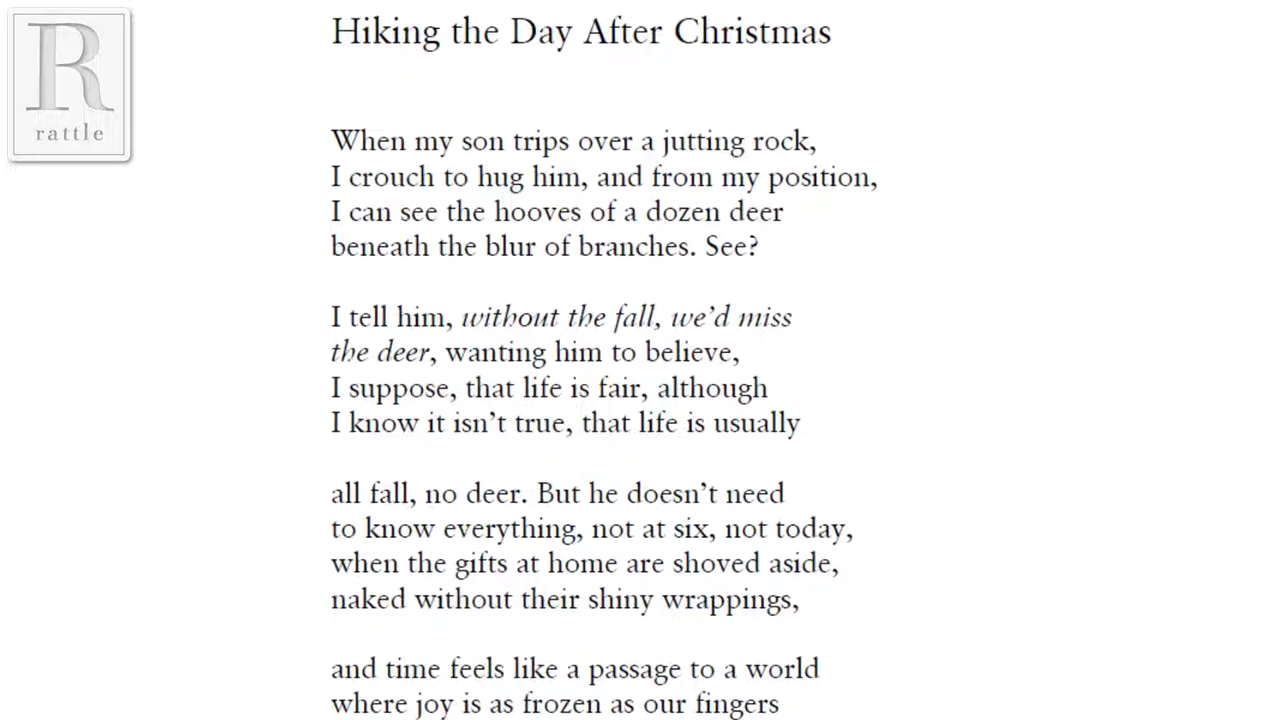 R
rattle
Hiking the Day After Christmas
When my son trips over a jutting rock,
I crouch to hug him, and from my position,
I can see the hooves of a dozen deer
beneath the blur of branches. See?
I tell him, without the fall, we’d miss
the deer, wanting him to believe,
I suppose, that life is fair, although
I know it isn’t true, that life is usually
all fall, no deer. But he doesn’t need
to know everything, not at six, not today,
when the gifts at home are shoved aside,
naked without their shiny wrappings,
and time feels like a passage to a world
where joy is as frozen as our fingers